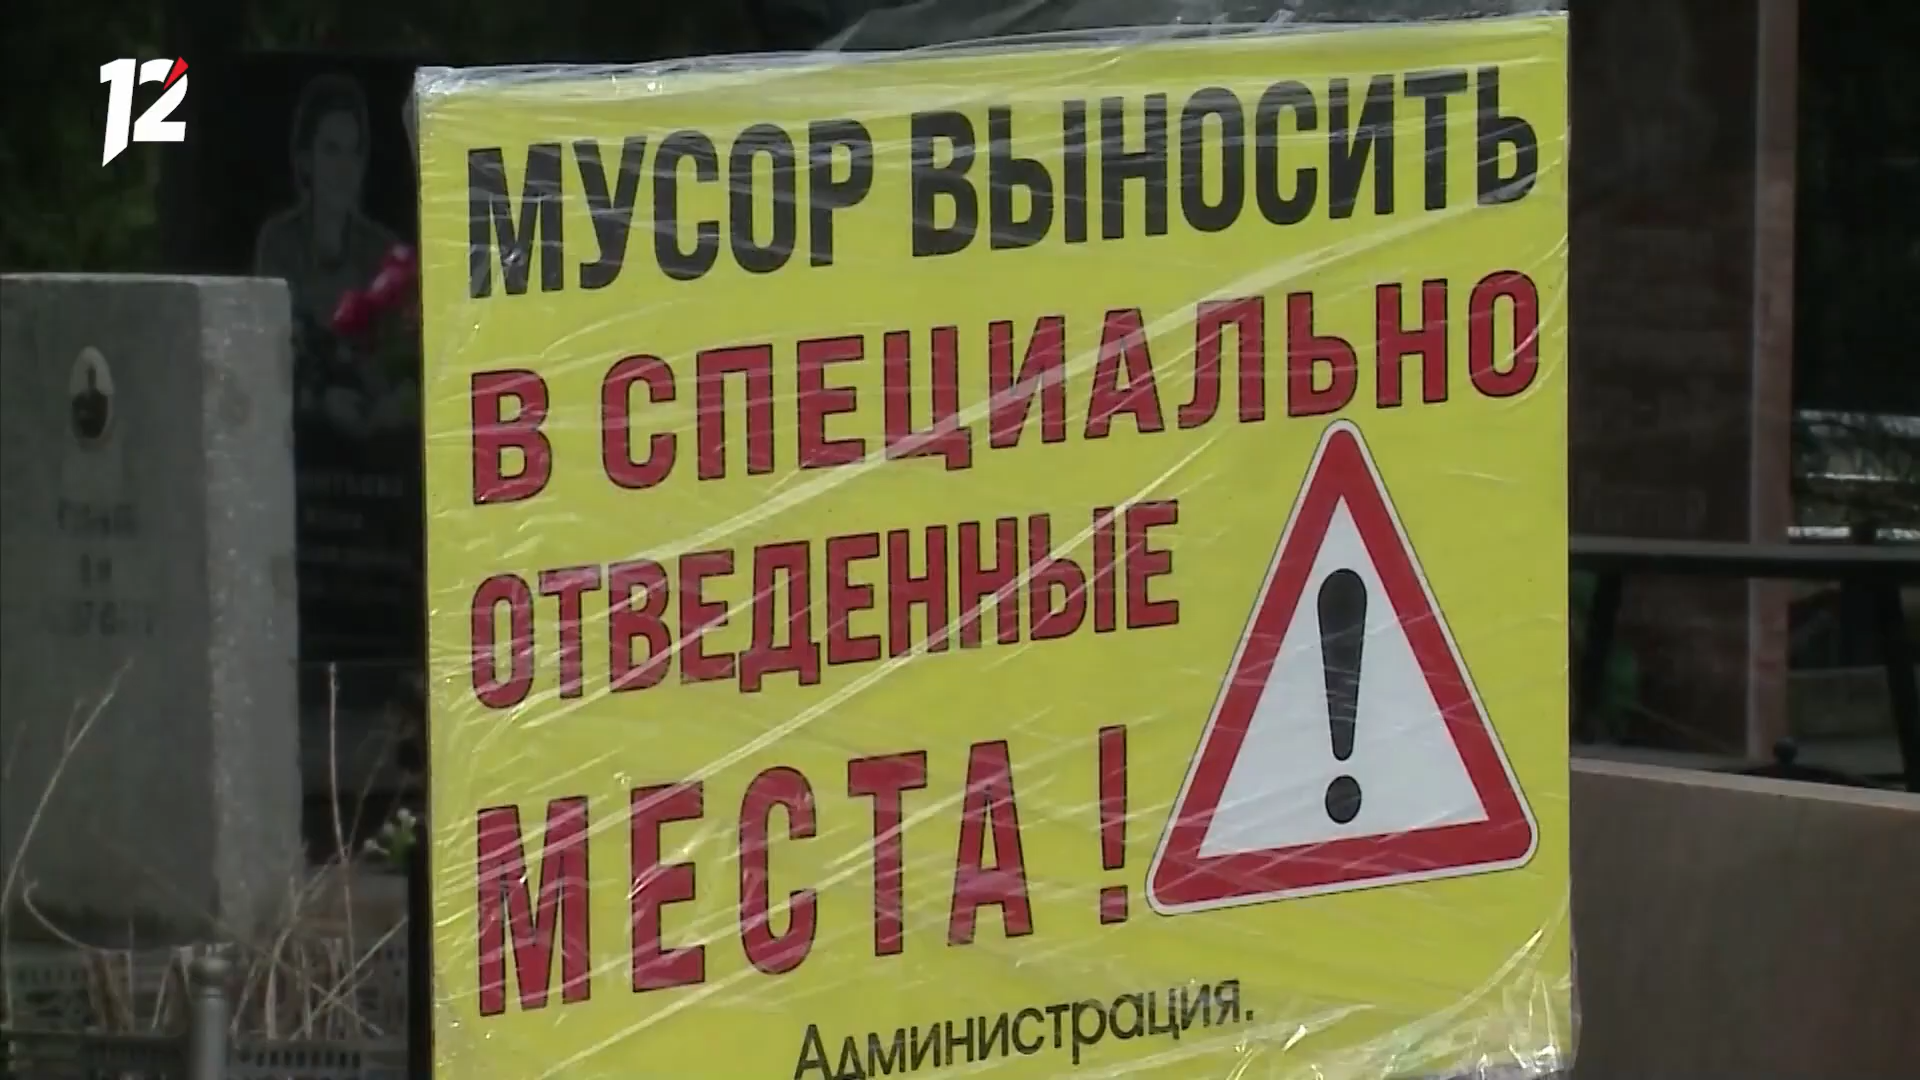 12
МУСОР ВЫНОСИТЬ
В СПЕЦИАЛЬНО
ОТВЕДЕННЫЕ
МЕСТА!
Администрация.